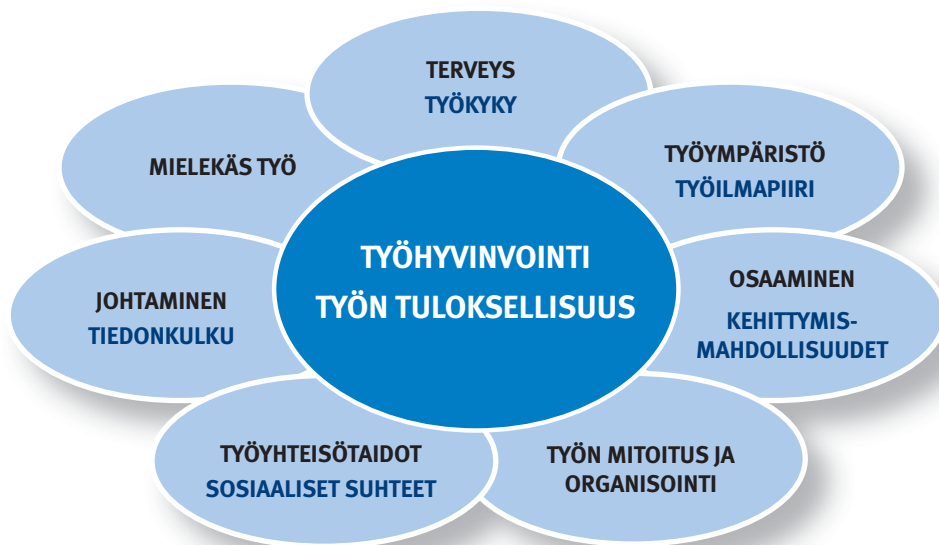 TERVEYS
TYÖKYKY
MIELEKÄS TYÖ
TYÖYMPÄRISTÖ
TYÖILMAPIIRI
TYÖHYVINVOINTI
TYÖN TULOKSELLISUUS
JOHTAMINEN
TIEDONKULKU
OSAAMINEN
KEHITTYMIS-
MAHDOLLISUUDET
TYÖYHTEISÖTAIDOT
SOSIAALISET SUHTEET
TYÖN MITOITUS JA
ORGANISOINTI